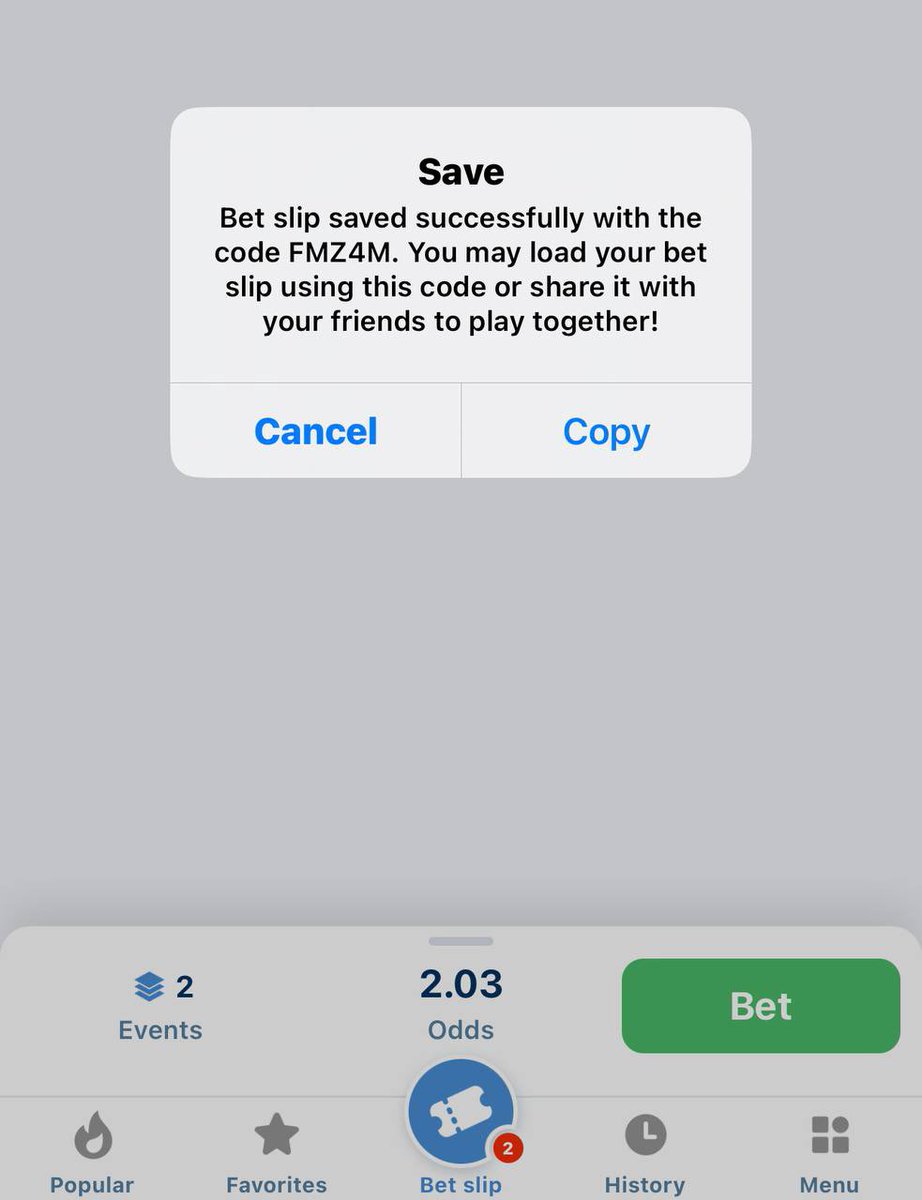 Save
Bet slip saved successfully with the
code FMZ4M. You may load your bet
slip using this code or share it with
your friends to play together!
Cancel
Copy
2
Events
2.03
Odds
Bet
2
Popular
Favorites
Bet slip
History
Menu